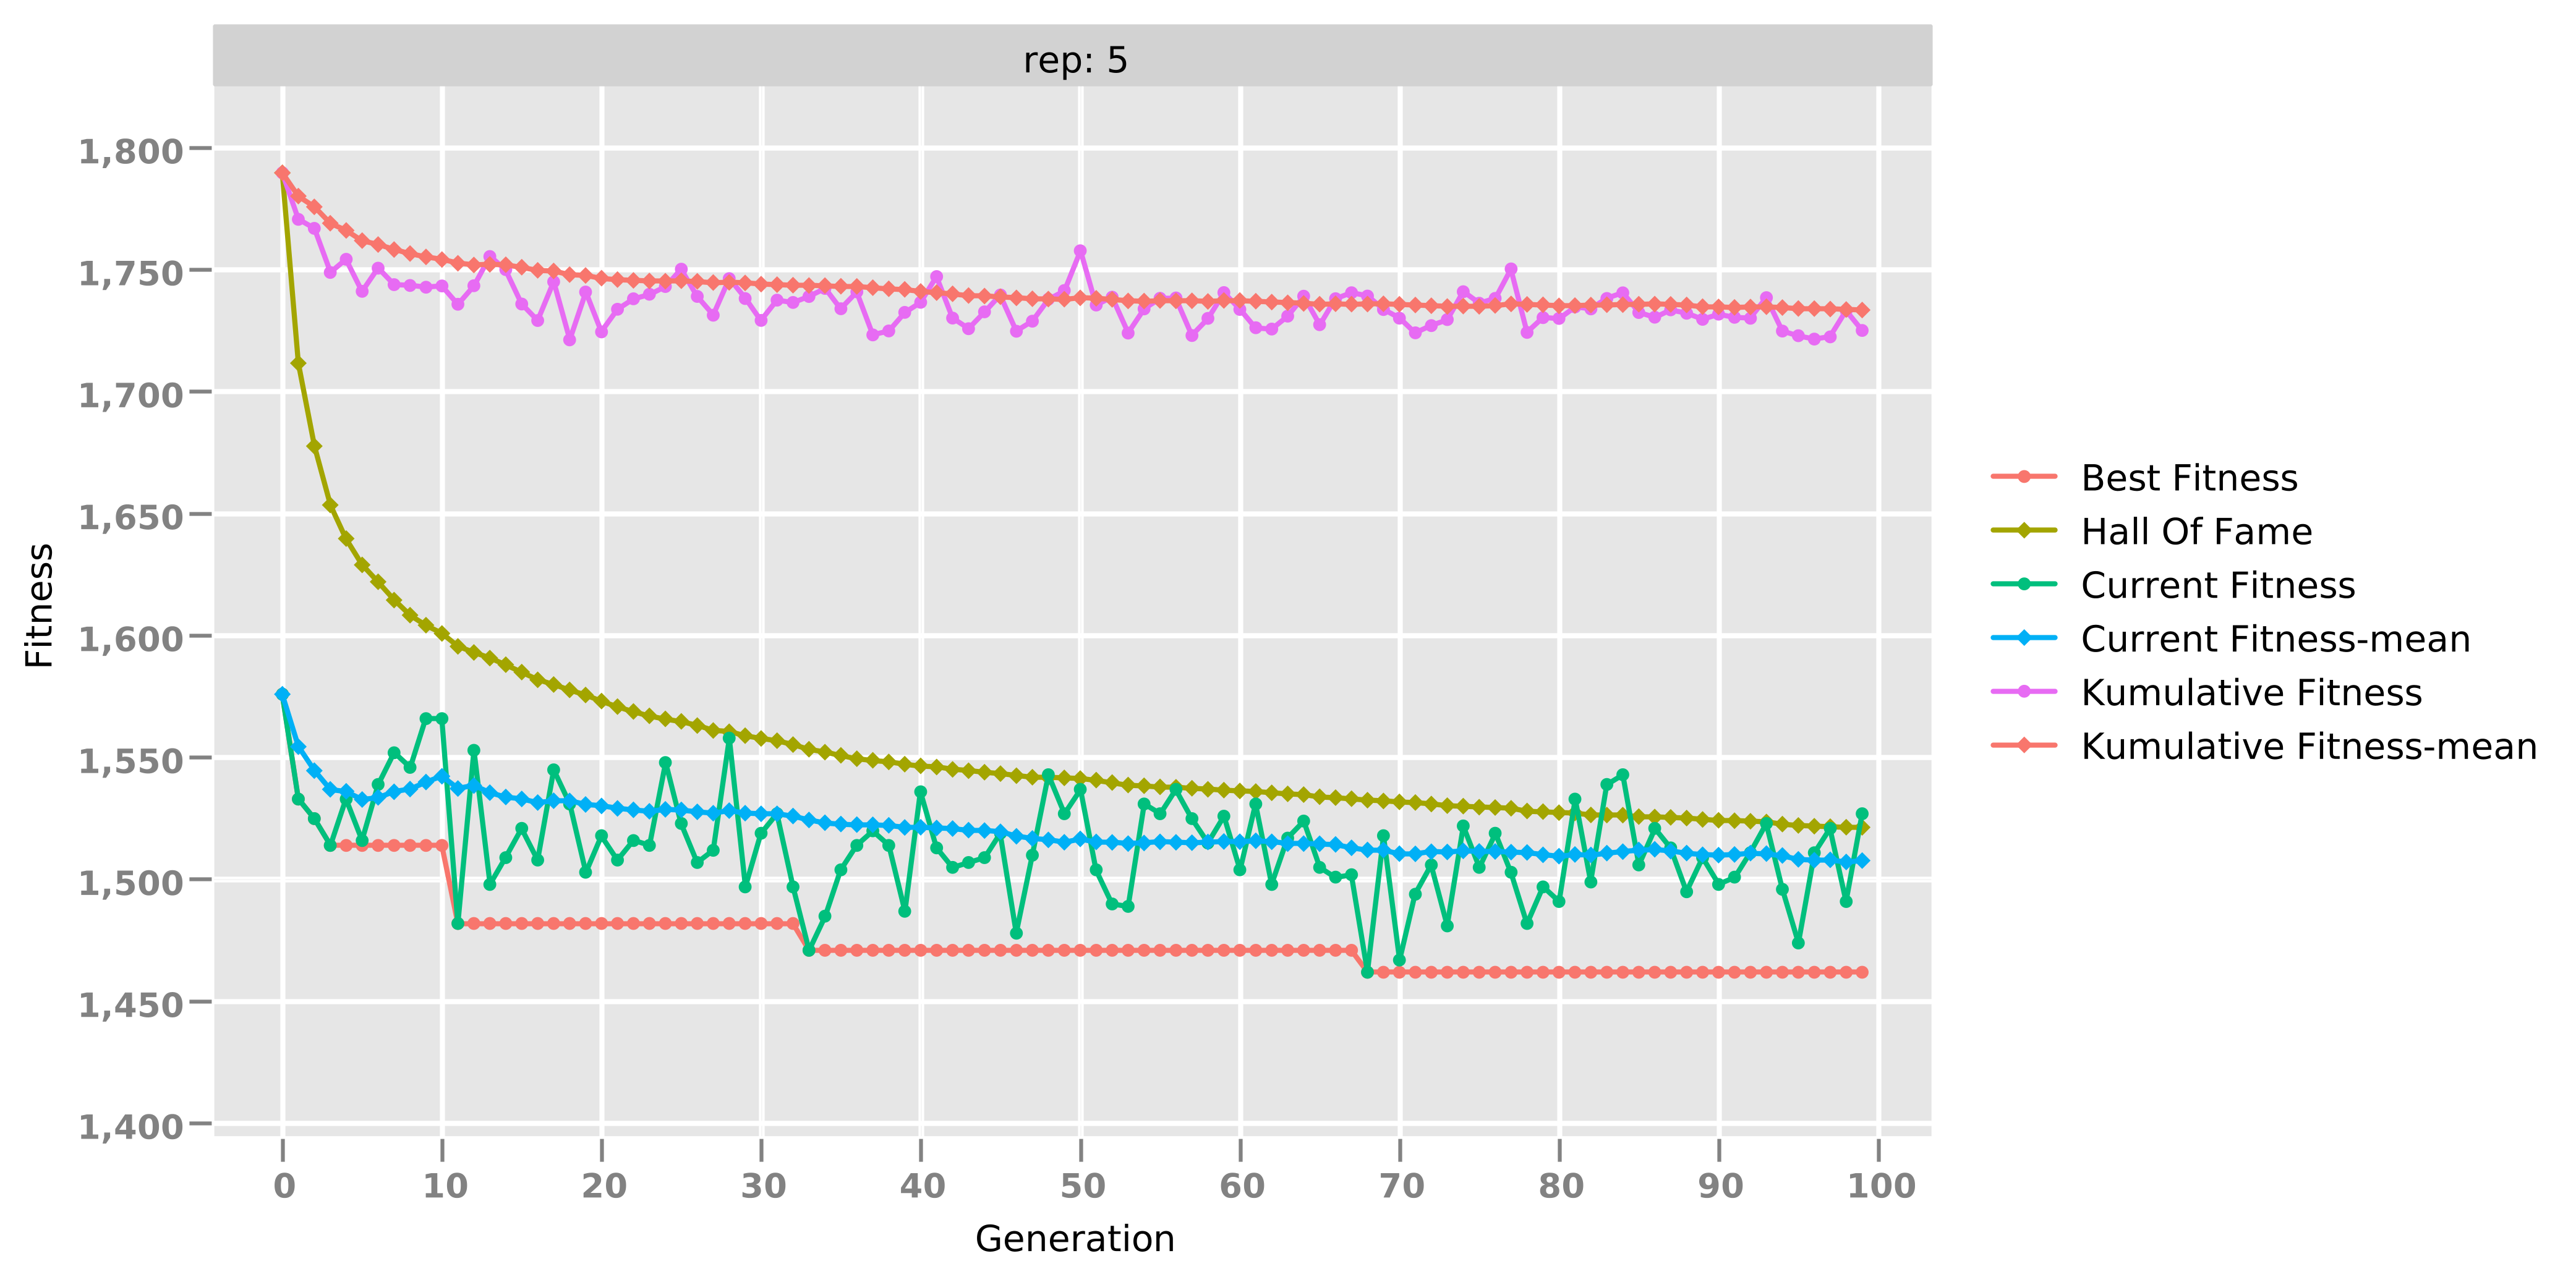 rep: 5
1,800
1,750
1,700
1,650
1,600
1,550
1,500
1,450
1,400
Fitness
0 10 20 30 40 50 60 70 80 90 100
Generation
Best Fitness
Hall Of Fame
Current Fitness
Current Fitness-mean
Kumulative Fitness
Kumulative Fitness-mean